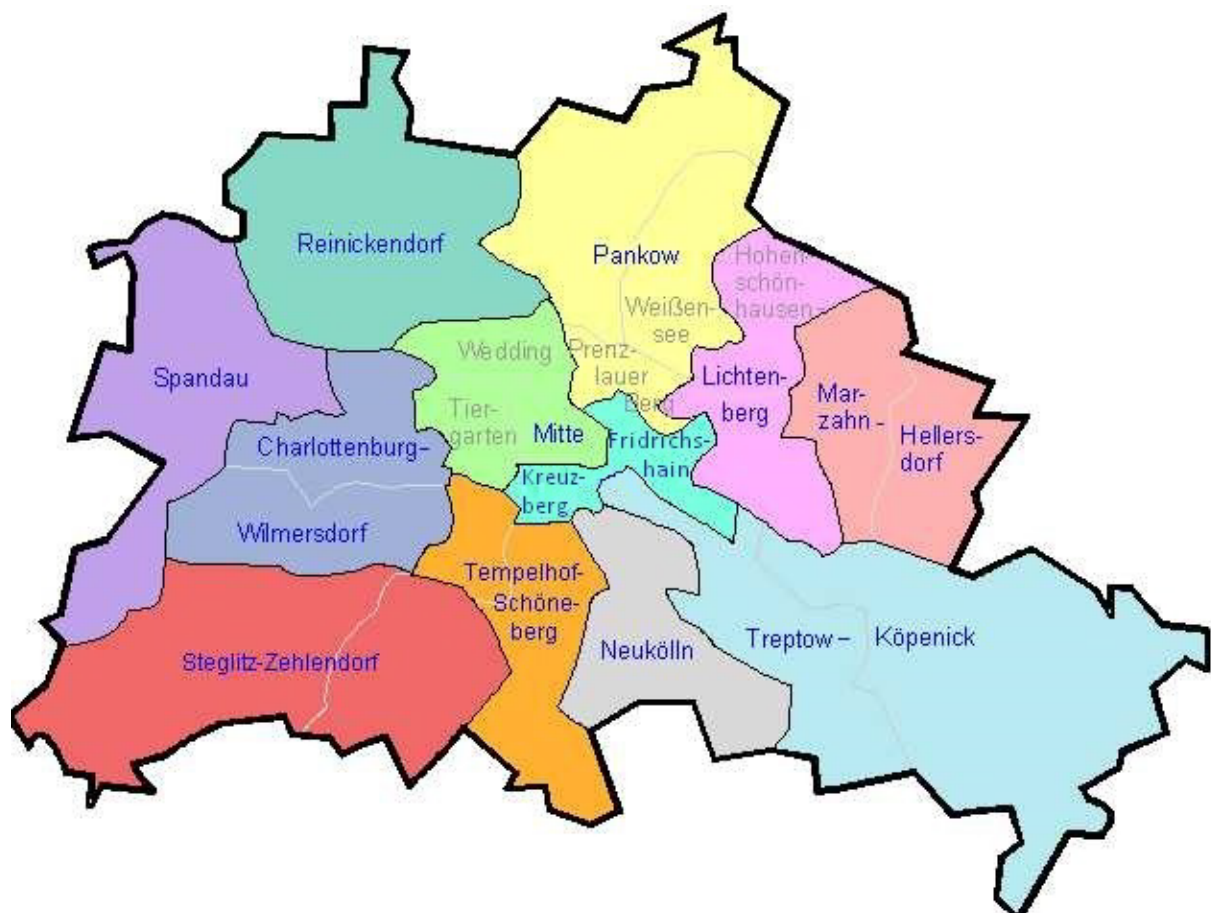 Reinickendorf
Pankow
Hohen-
schön-
hausen-
Weißen-
see
Wedding
Prenz-
lauer
Berg
Spandau
Lichten-
berg
Mar-
zahn-
Hellers-
dorf
Tier-
garten
Mitte
Fridrichs-
hain
Charlottenburg-
Wilmersdorf
Kreuz-
berg
Tempelhof-
Schöne-
berg
Neukölln
Treptow-
Köpenick
Steglitz-Zehlendorf